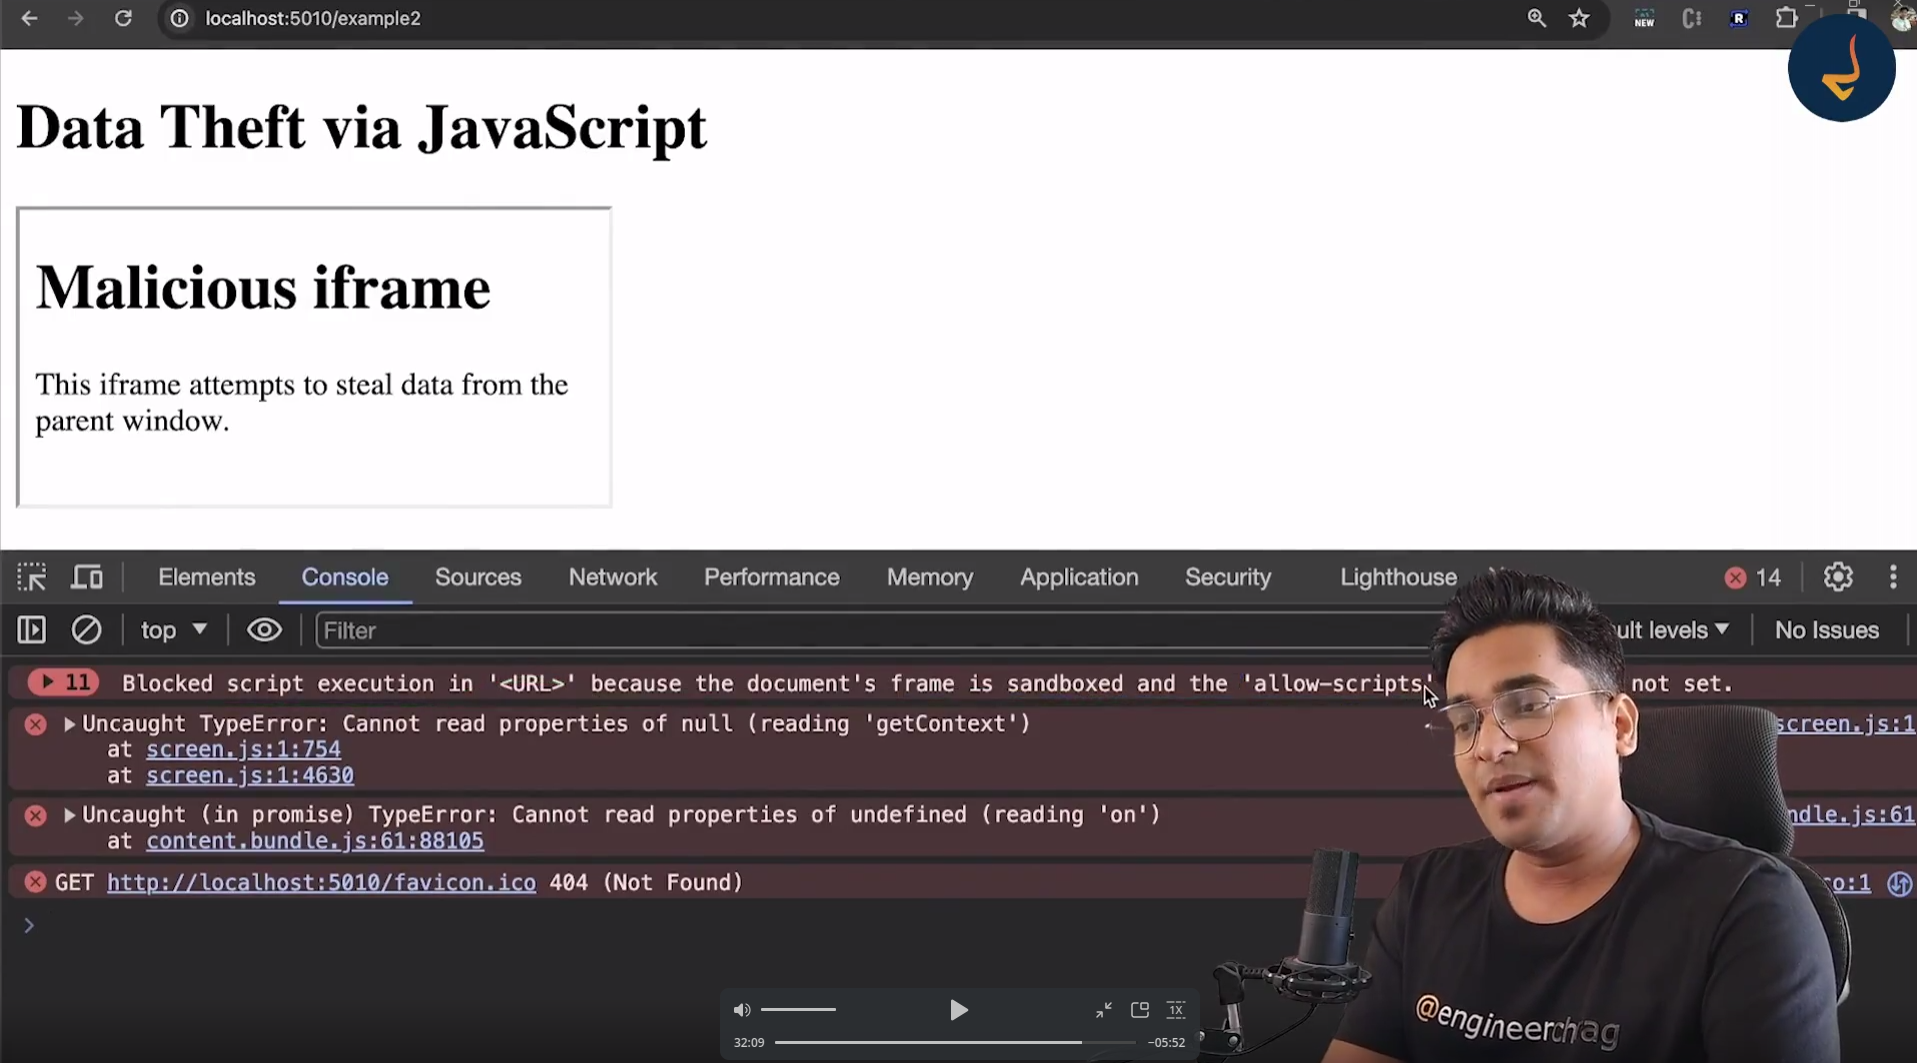 localhost:5010/example2
NEW
R
Data Theft via JavaScript
Malicious iframe
This iframe attempts to steal data from the
parent window.
Elements Console Sources Network Performance Memory Application Security Lighthouse 14
top Filter ult levels No Issues
11 Blocked script execution in '<URL>' because the document's frame is sandboxed and the 'allow-scripts' not set.
Uncaught TypeError: Cannot read properties of null (reading 'getContext') screen.js:1
at screen.js:1:754
at screen.js:1:4630
Uncaught (in promise) TypeError: Cannot read properties of undefined (reading 'on') ndle.js:61
at content.bundle.js:61:88105
GET http://localhost:5010/favicon.ico 404 (Not Found) co:1
>
1X
32:09 −05:52